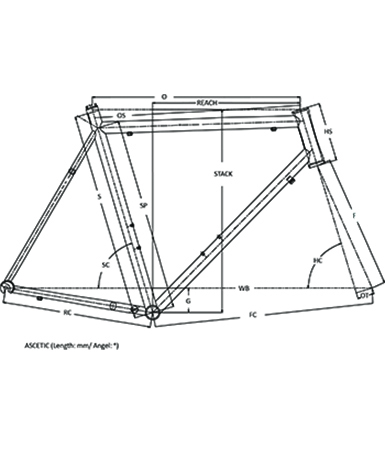 O
REACH
OS
HS
STACK
S
SP
F
SC
HC
WB
G
OT
RC
FC
ASCETIC (Length: mm/ Angel: °)